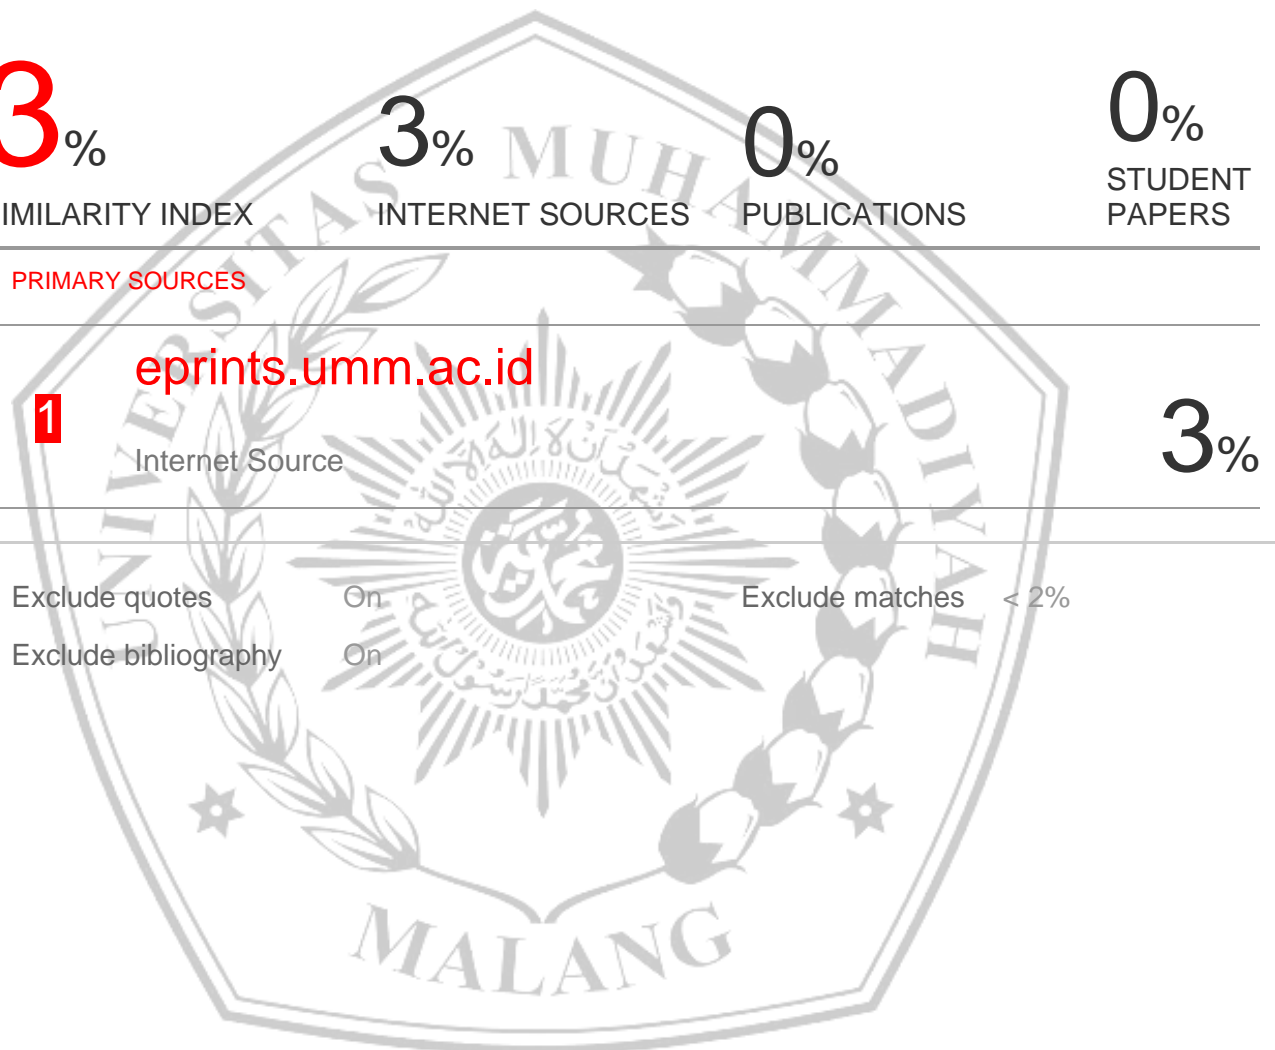 3%
IMILARITY INDEX
3%
INTERNET SOURCES
0%
PUBLICATIONS
0%
STUDENT
PAPERS
PRIMARY SOURCES
1
eprints.umm.ac.id
Internet Source
3%
Exclude quotes On
Exclude matches < 2%
Exclude bibliography On
UNIVERSITAS MUHAMMADIYAH
MALANG